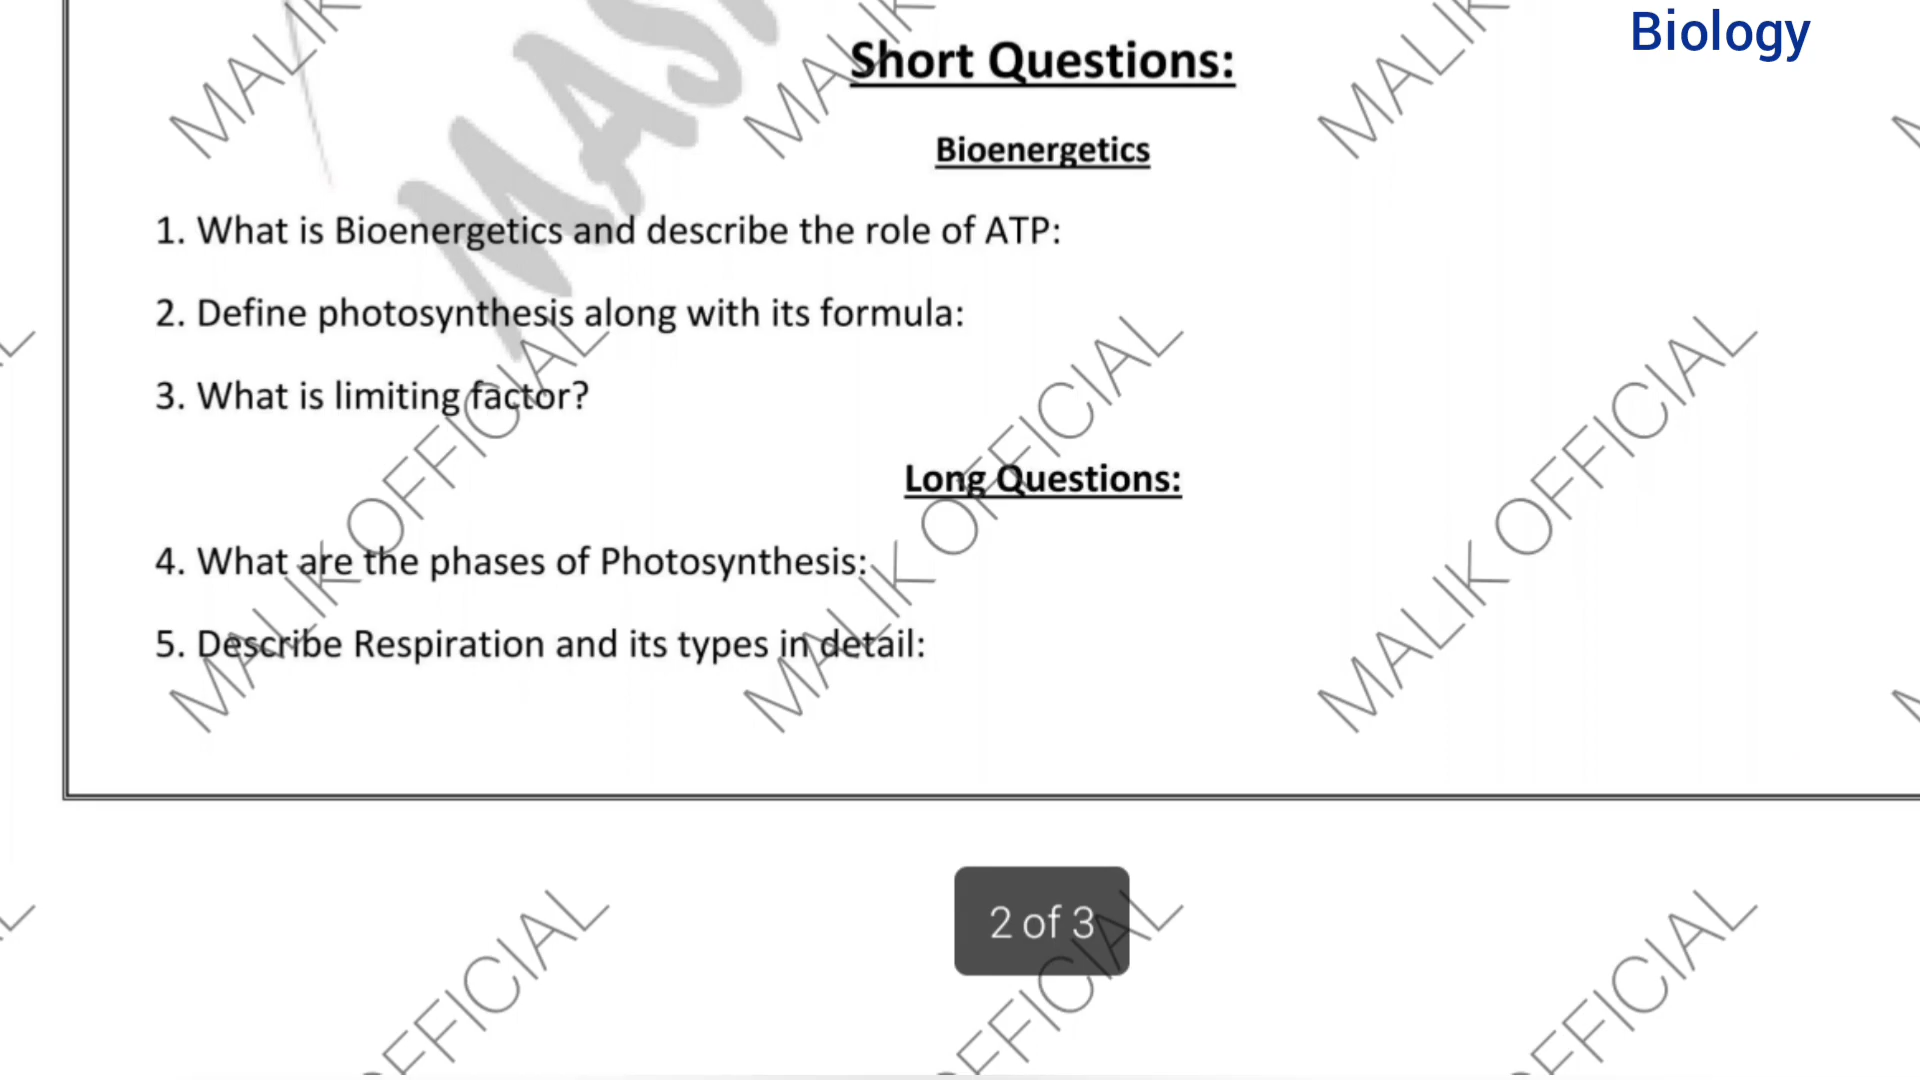 Biology
Short Questions:
Bioenergetics
1. What is Bioenergetics and describe the role of ATP:
2. Define photosynthesis along with its formula:
3. What is limiting factor?
Long Questions:
4. What are the phases of Photosynthesis:
5. Describe Respiration and its types in detail:
2 of 3
MALIK OFFICIAL
MALIK OFFICIAL
MALIK OFFICIAL